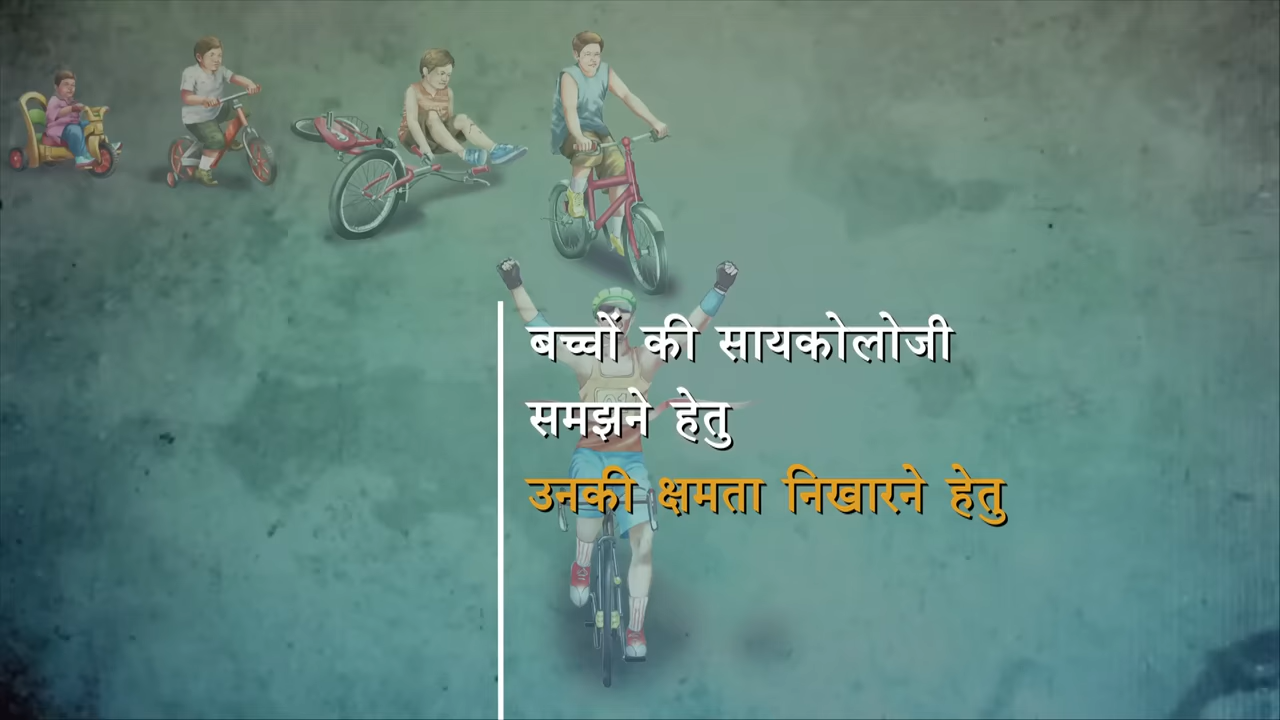 बच्चों की सायकोलोजी
समझने हेतु
उनकी क्षमता निखारने हेतु